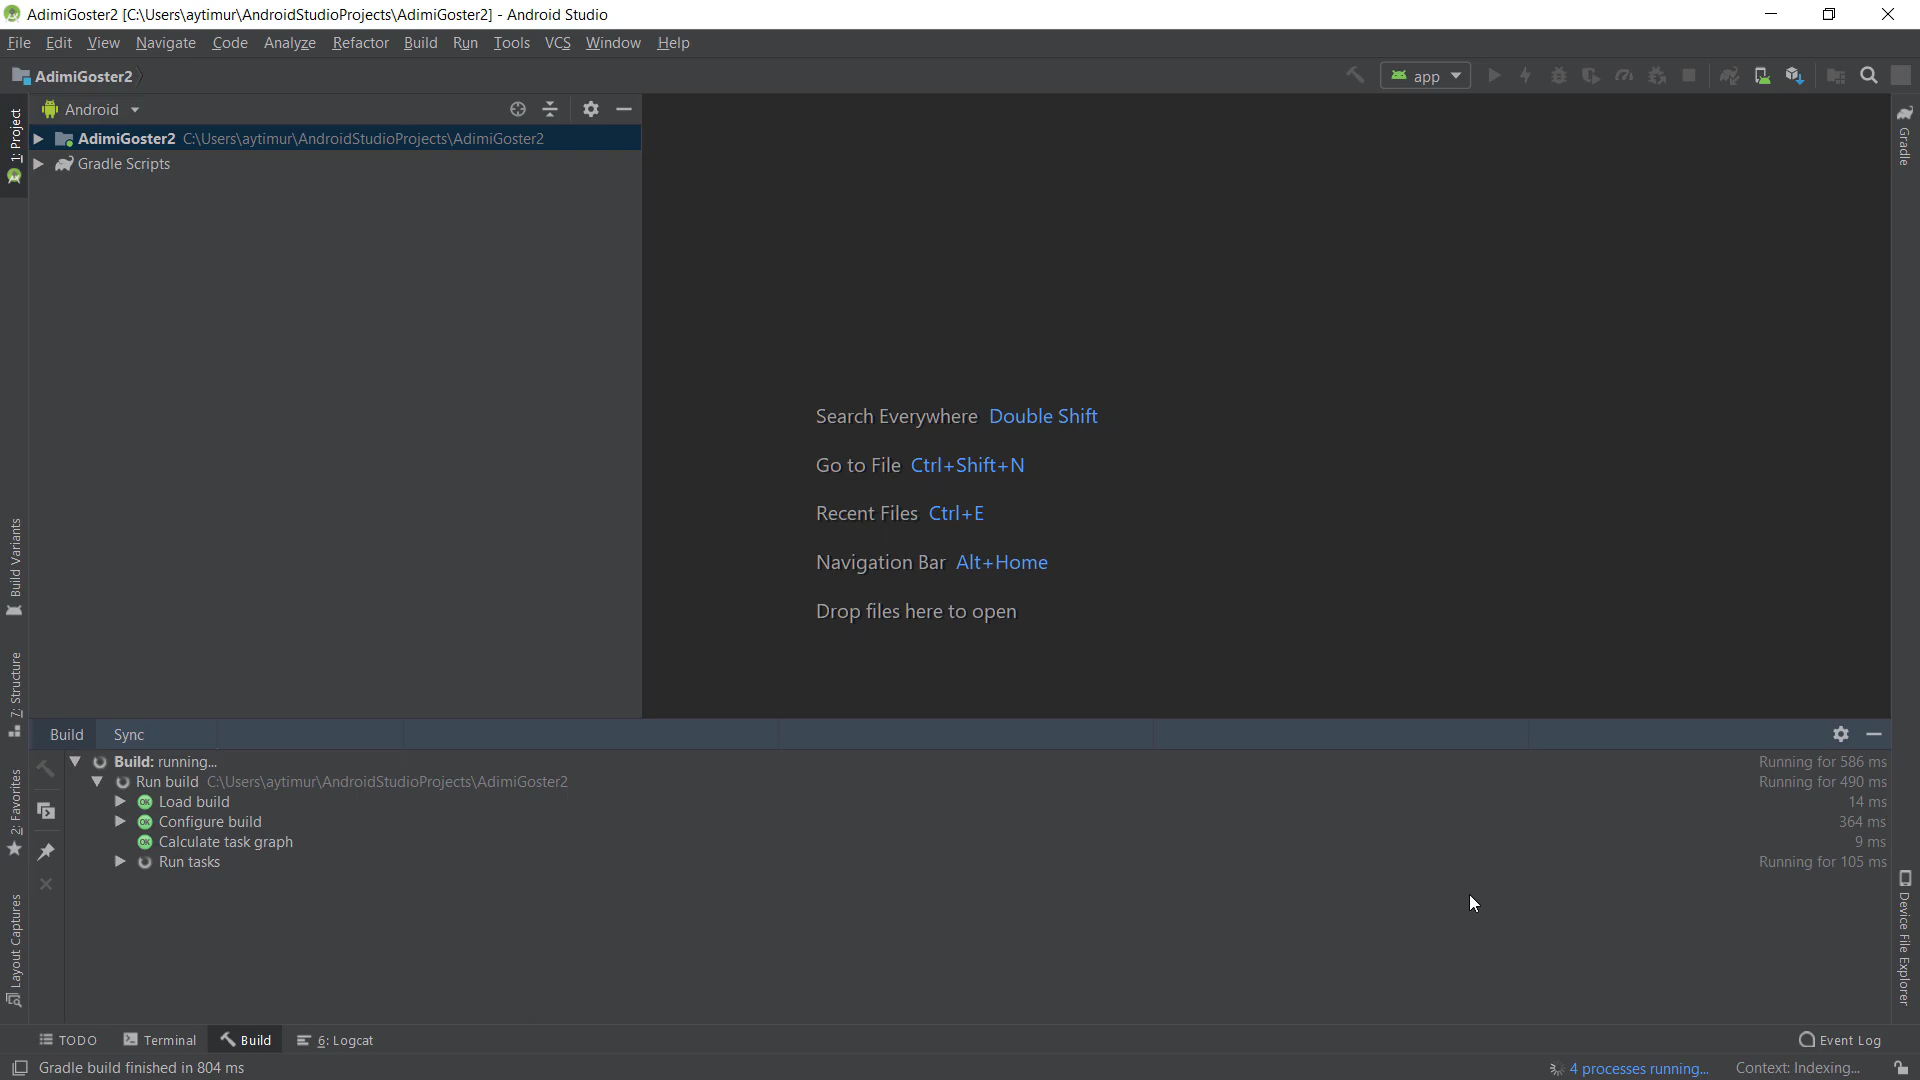 AdimiGoster2 [C:\Users\aytimur\AndroidStudioProjects\AdimiGoster2] - Android Studio
File Edit View Navigate Code Analyze Refactor Build Run Tools VCS Window Help
AdimiGoster2
app
Android
1: Project
AdimiGoster2 C:\Users\aytimur\AndroidStudioProjects\AdimiGoster2
Gradle Scripts
Gradle
Search Everywhere Double Shift
Go to File Ctrl+Shift+N
Recent Files Ctrl+E
Navigation Bar Alt+Home
Drop files here to open
Build Variants
7: Structure
2: Favorites
Layout Captures
Build Sync
Build: running... Running for 586 ms
Run build C:\Users\aytimur\AndroidStudioProjects\AdimiGoster2 Running for 490 ms
OK Load build 14 ms
OK Configure build 364 ms
OK Calculate task graph 9 ms
Run tasks Running for 105 ms
Device File Explorer
TODO Terminal Build 6: Logcat Event Log
Gradle build finished in 804 ms 4 processes running... Context: Indexing...